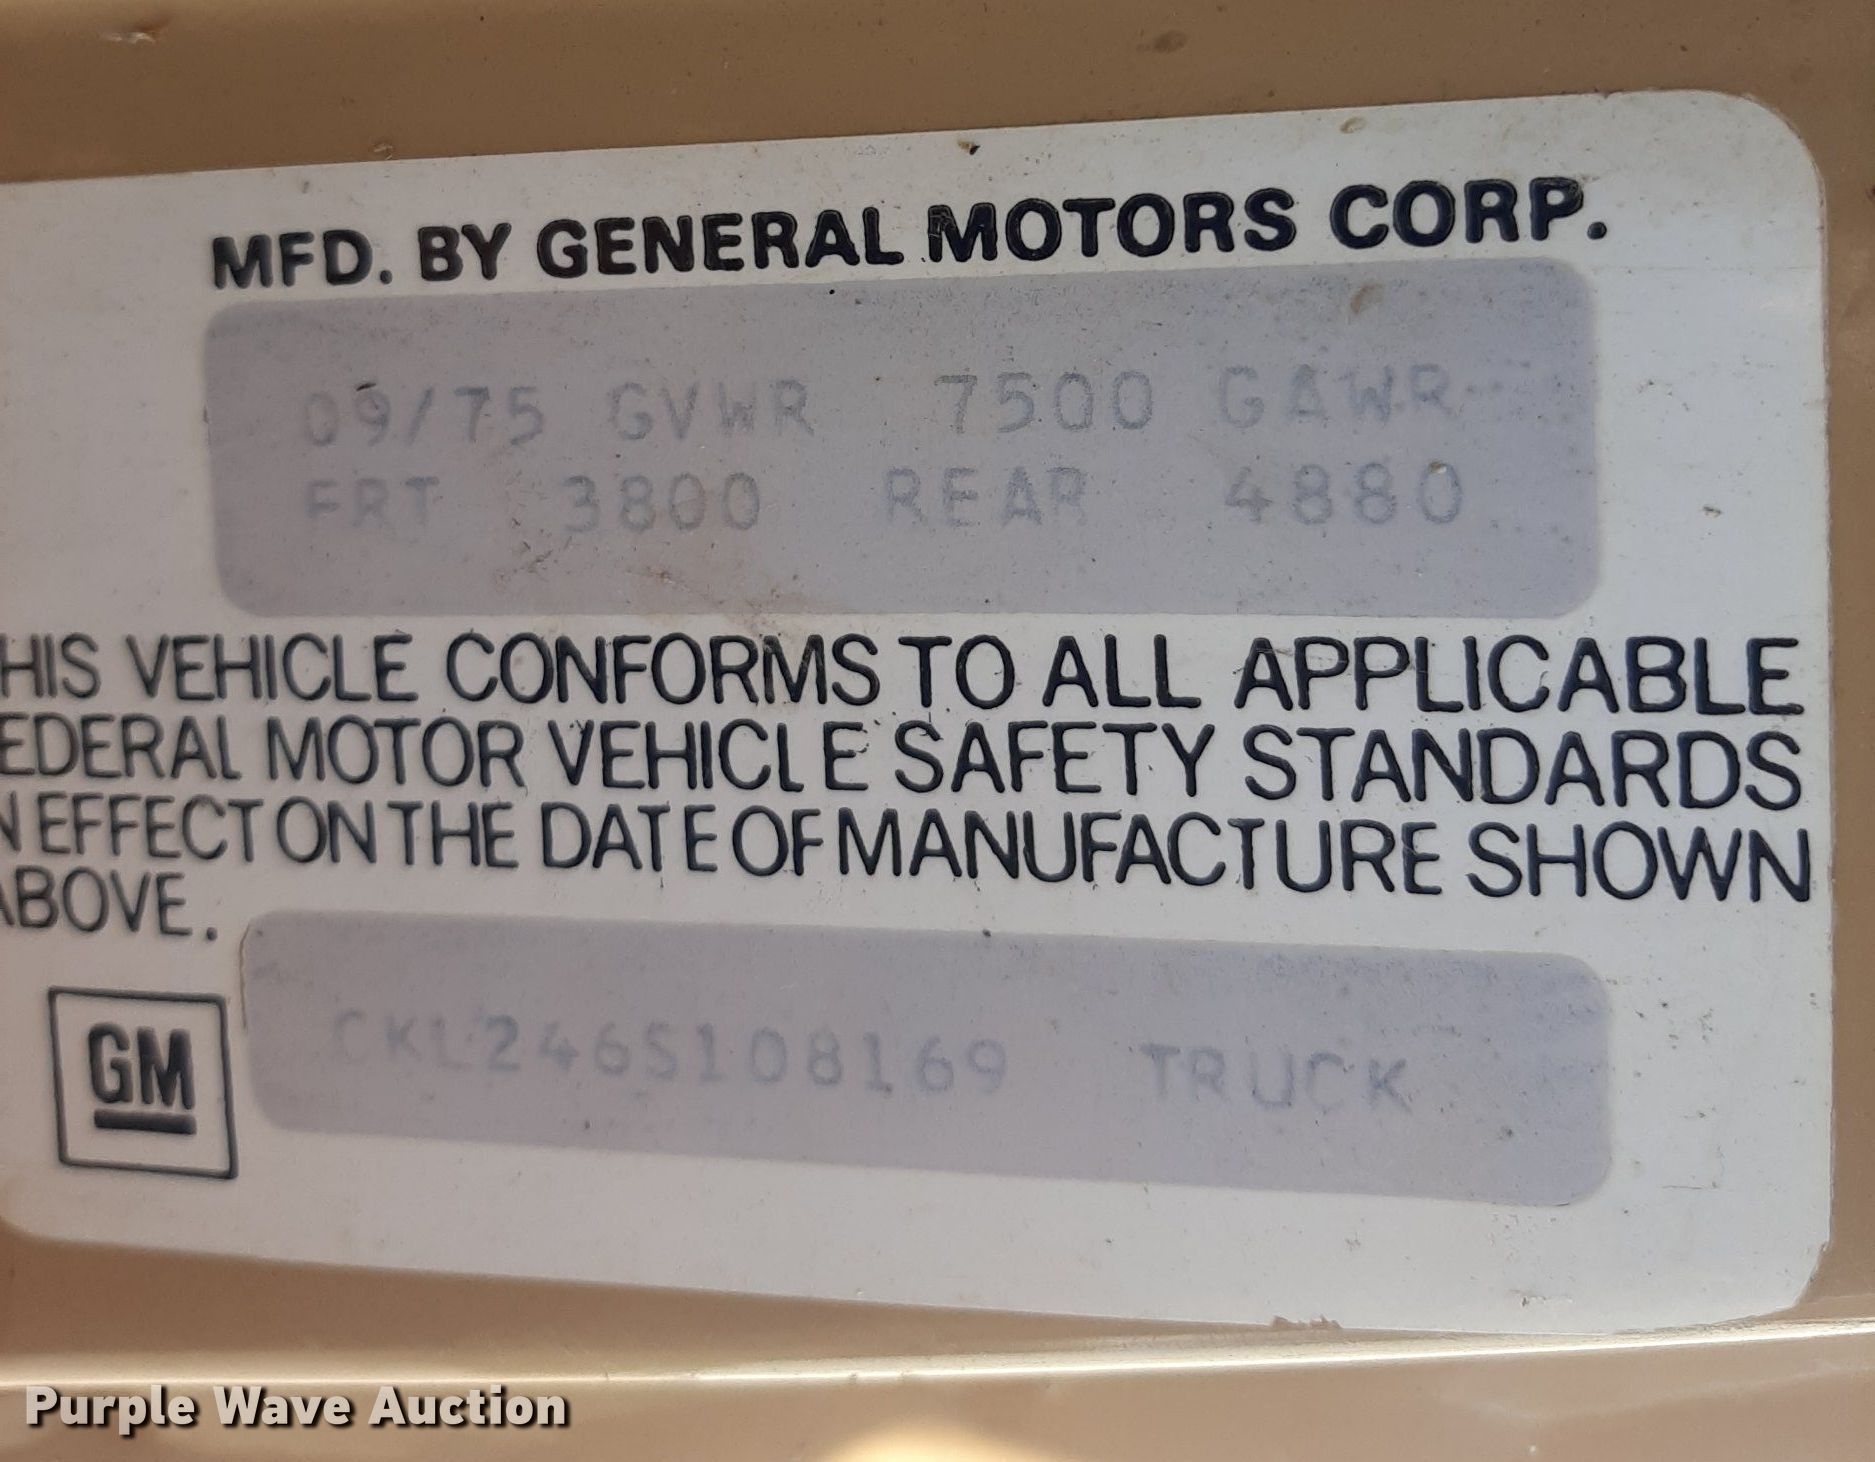 MFD. BY GENERAL MOTORS CORP.
09/75 GVWR 7500 GAWR
FRT 3800 REAR 4880
HIS VEHICLE CONFORMS TO ALL APPLICABLE
EDERAL MOTOR VEHICLE SAFETY STANDARDS
N EFFECT ON THE DATE OF MANUFACTURE SHOWN
ABOVE.
GM
CKL246S108169 TRUCK
Purple Wave Auction